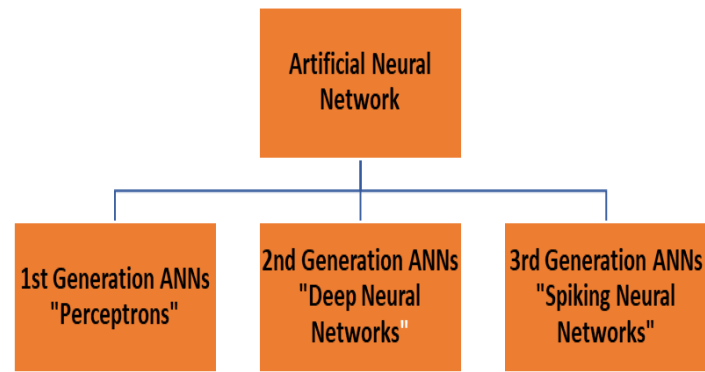 Artificial Neural
Network
1st Generation ANNs
"Perceptrons"
2nd Generation ANNs
"Deep Neural
Networks"
3rd Generation ANNs
"Spiking Neural
Networks"